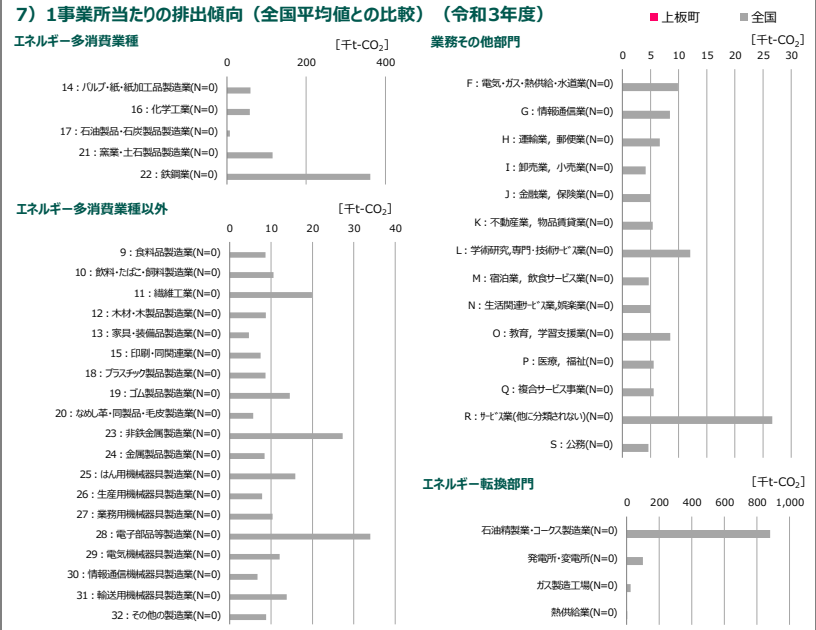 7）1事業所当たりの排出傾向（全国平均値との比較）（令和3年度）
上板町 全国
エネルギー多消費業種
[千t-CO₂]
0 200 400
14：パルプ・紙・紙加工品製造業(N=0)
16：化学工業(N=0)
17：石油製品・石炭製品製造業(N=0)
21：窯業・土石製品製造業(N=0)
22：鉄鋼業(N=0)
エネルギー多消費業種以外
[千t-CO₂]
0 10 20 30 40
9：食料品製造業(N=0)
10：飲料・たばこ・飼料製造業(N=0)
11：繊維工業(N=0)
12：木材・木製品製造業(N=0)
13：家具・装備品製造業(N=0)
15：印刷・同関連業(N=0)
18：プラスチック製品製造業(N=0)
19：ゴム製品製造業(N=0)
20：なめし革・同製品・毛皮製造業(N=0)
23：非鉄金属製造業(N=0)
24：金属製品製造業(N=0)
25：はん用機械器具製造業(N=0)
26：生産用機械器具製造業(N=0)
27：業務用機械器具製造業(N=0)
28：電子部品等製造業(N=0)
29：電気機械器具製造業(N=0)
30：情報通信機械器具製造業(N=0)
31：輸送用機械器具製造業(N=0)
32：その他の製造業(N=0)
業務その他部門
[千t-CO₂]
0 5 10 15 20 25 30
F：電気・ガス・熱供給・水道業(N=0)
G：情報通信業(N=0)
H：運輸業，郵便業(N=0)
I：卸売業，小売業(N=0)
J：金融業，保険業(N=0)
K：不動産業，物品賃貸業(N=0)
L：学術研究,専門・技術ｻｰﾋﾞｽ業(N=0)
M：宿泊業，飲食サービス業(N=0)
N：生活関連ｻｰﾋﾞｽ業,娯楽業(N=0)
O：教育，学習支援業(N=0)
P：医療，福祉(N=0)
Q：複合サービス事業(N=0)
R：ｻｰﾋﾞｽ業(他に分類されない)(N=0)
S：公務(N=0)
エネルギー転換部門
[千t-CO₂]
0 200 400 600 800 1,000
石油精製業・コークス製造業(N=0)
発電所・変電所(N=0)
ガス製造工場(N=0)
熱供給業(N=0)